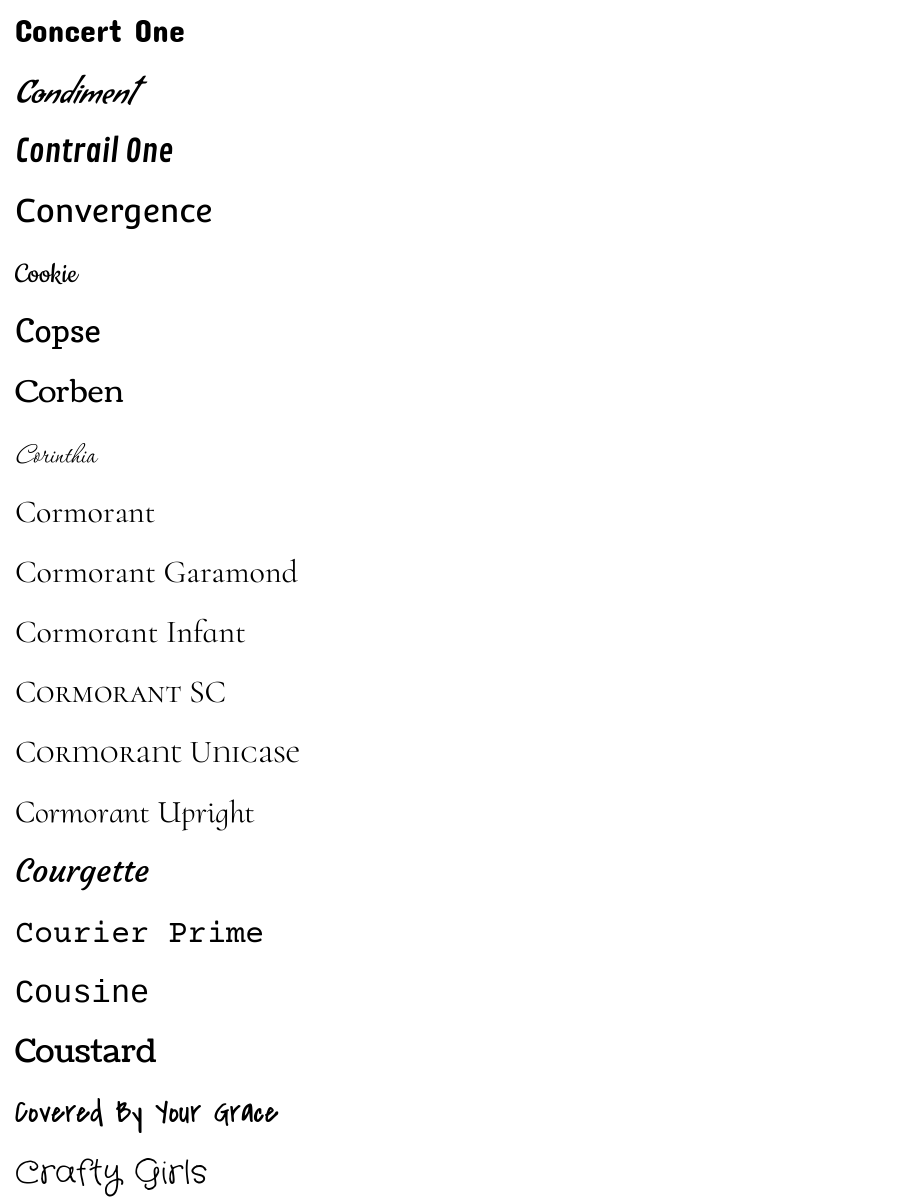 Concert One
Condiment
Contrail One
Convergence
Cookie
Copse
Corben
Corinthia
Cormorant
Cormorant Garamond
Cormorant Infant
Cormorant SC
Cormorant Unicase
Cormorant Upright
Courgette
Courier Prime
Cousine
Coustard
Covered By Your Grace
Crafty Girls